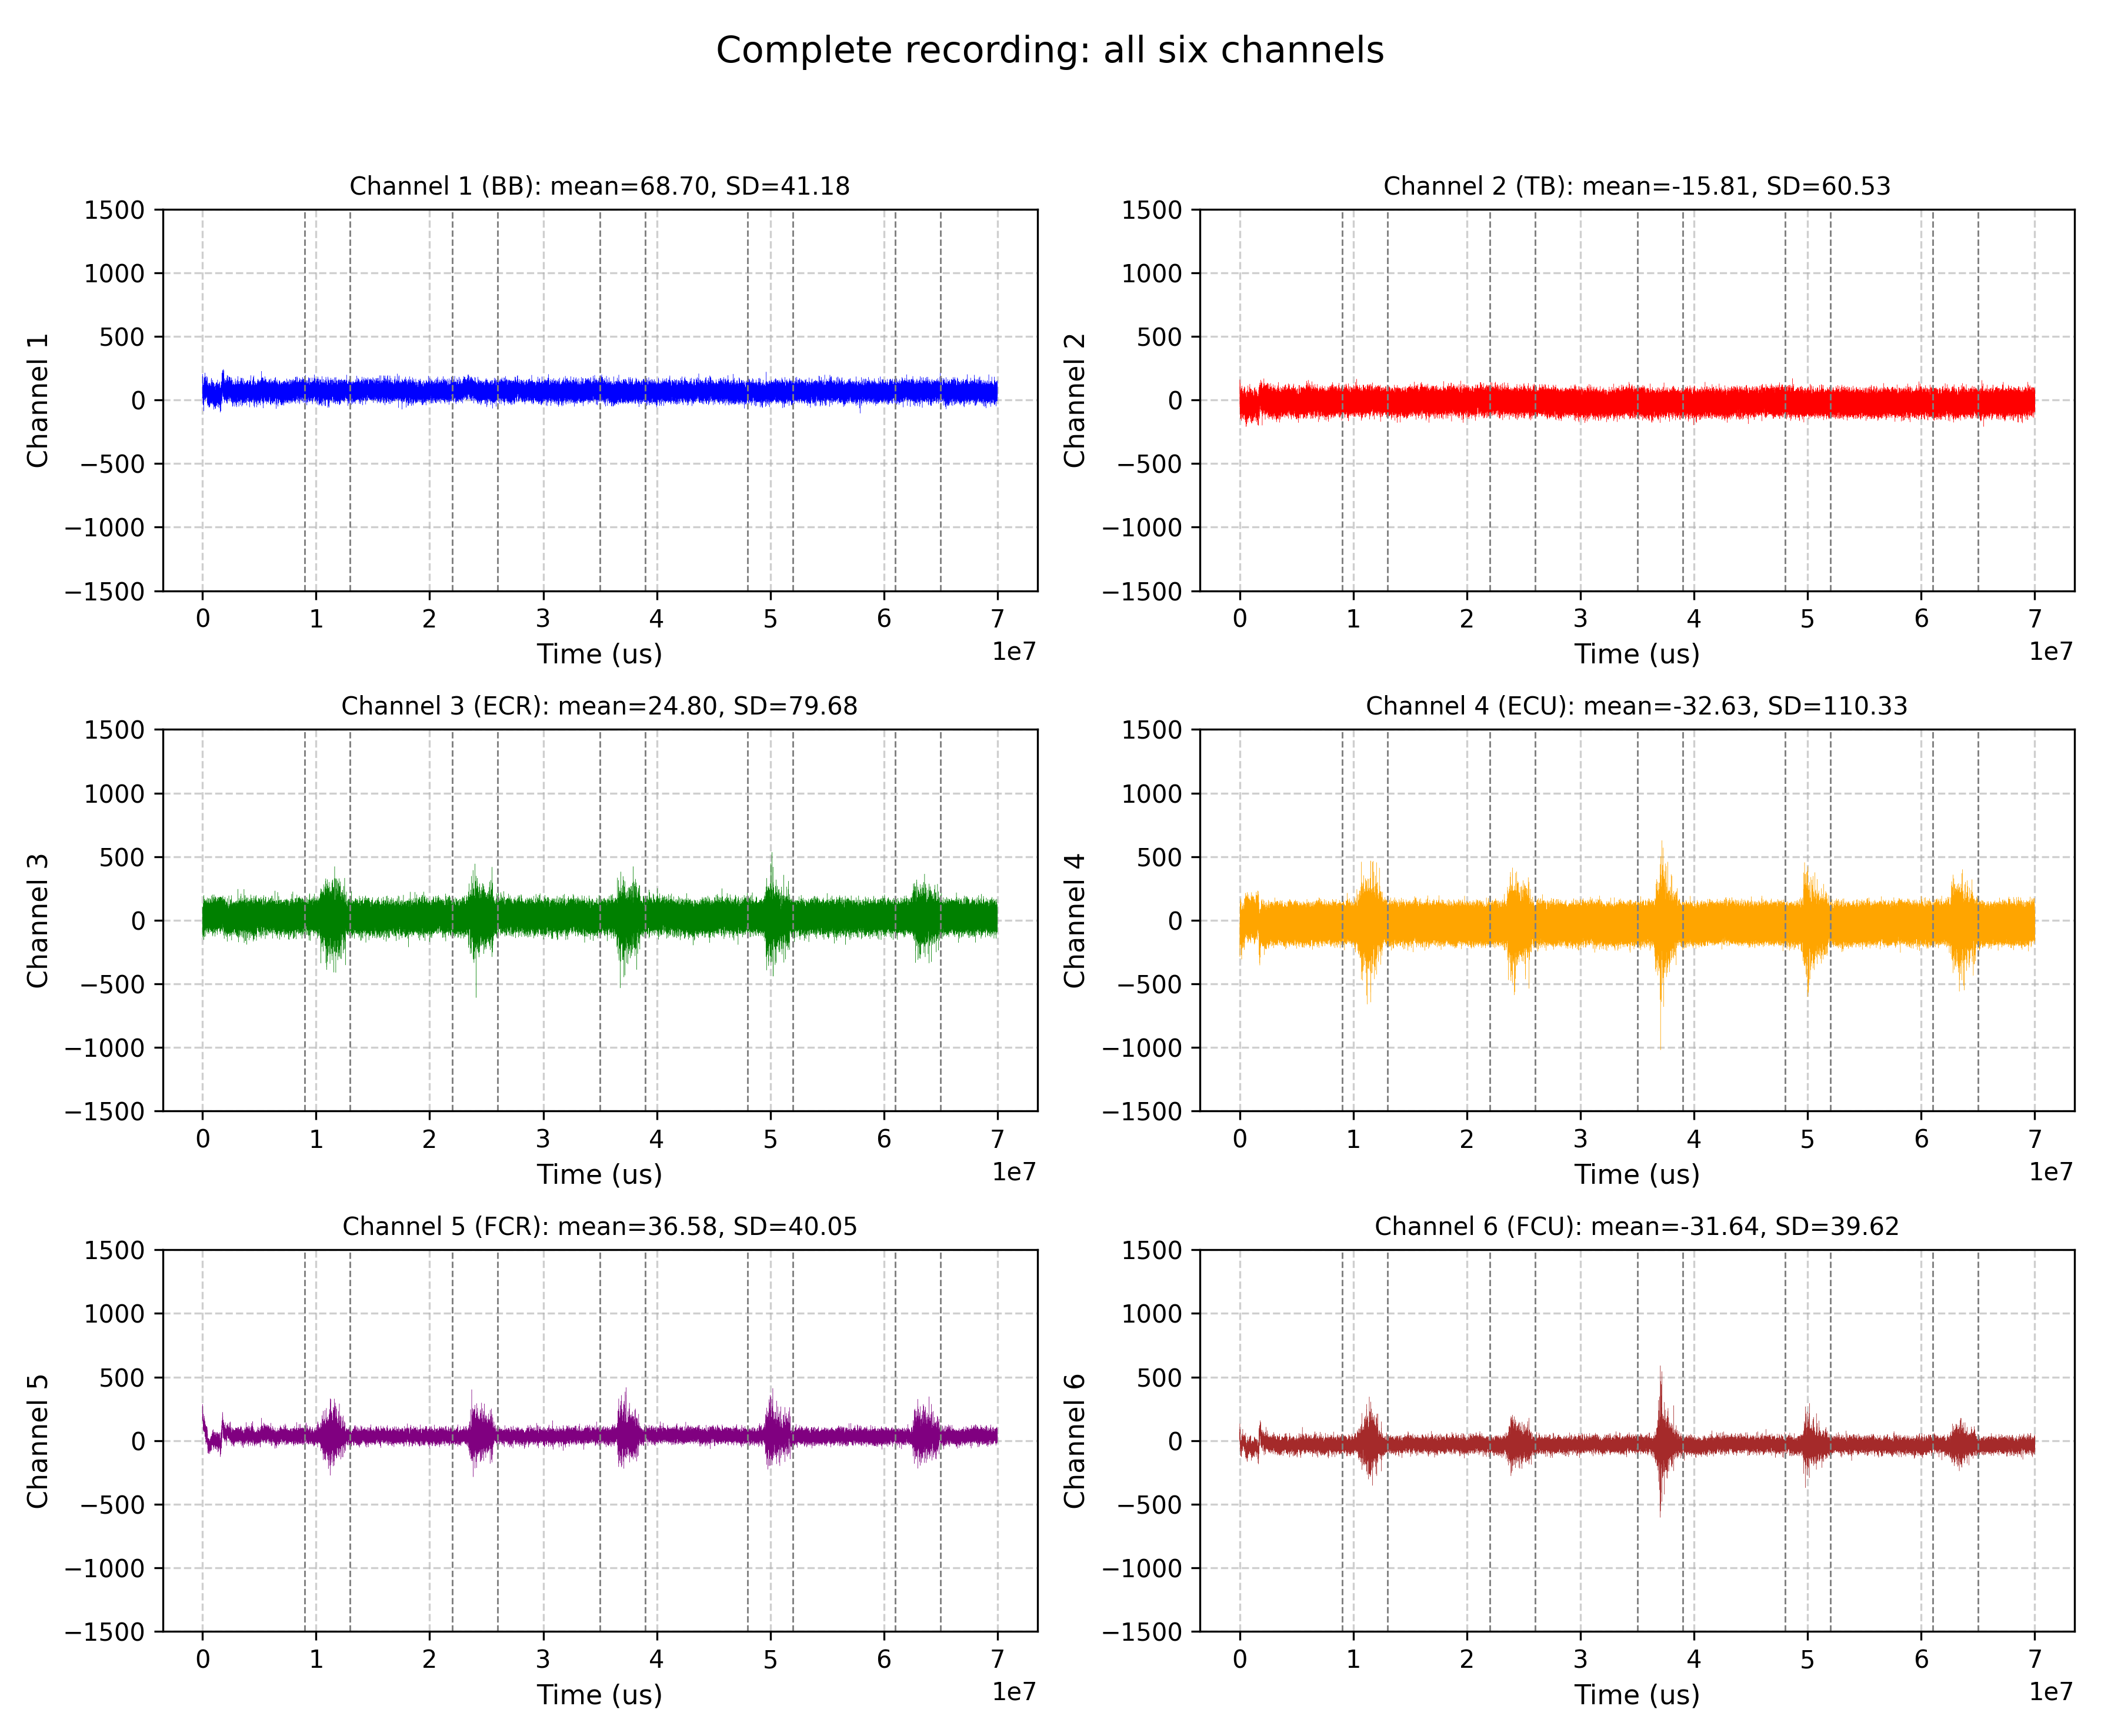 Complete recording: all six channels
Channel 1 (BB): mean=68.70, SD=41.18
Channel 1
1500
1000
500
0
−500
−1000
−1500
0 1 2 3 4 5 6 7
1e7
Time (us)
Channel 2 (TB): mean=-15.81, SD=60.53
Channel 2
1500
1000
500
0
−500
−1000
−1500
0 1 2 3 4 5 6 7
1e7
Time (us)
Channel 3 (ECR): mean=24.80, SD=79.68
Channel 3
1500
1000
500
0
−500
−1000
−1500
0 1 2 3 4 5 6 7
1e7
Time (us)
Channel 4 (ECU): mean=-32.63, SD=110.33
Channel 4
1500
1000
500
0
−500
−1000
−1500
0 1 2 3 4 5 6 7
1e7
Time (us)
Channel 5 (FCR): mean=36.58, SD=40.05
Channel 5
1500
1000
500
0
−500
−1000
−1500
0 1 2 3 4 5 6 7
1e7
Time (us)
Channel 6 (FCU): mean=-31.64, SD=39.62
Channel 6
1500
1000
500
0
−500
−1000
−1500
0 1 2 3 4 5 6 7
1e7
Time (us)